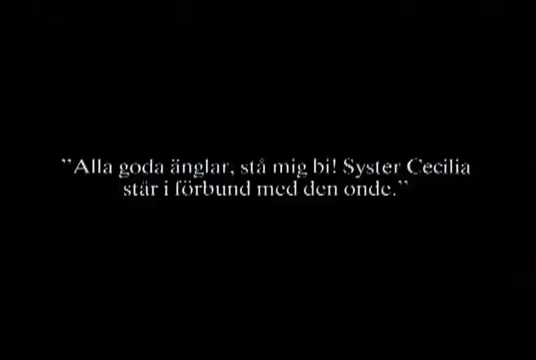 ”Alla goda änglar, stå mig bi! Syster Cecilia
står i förbund med den onde.”